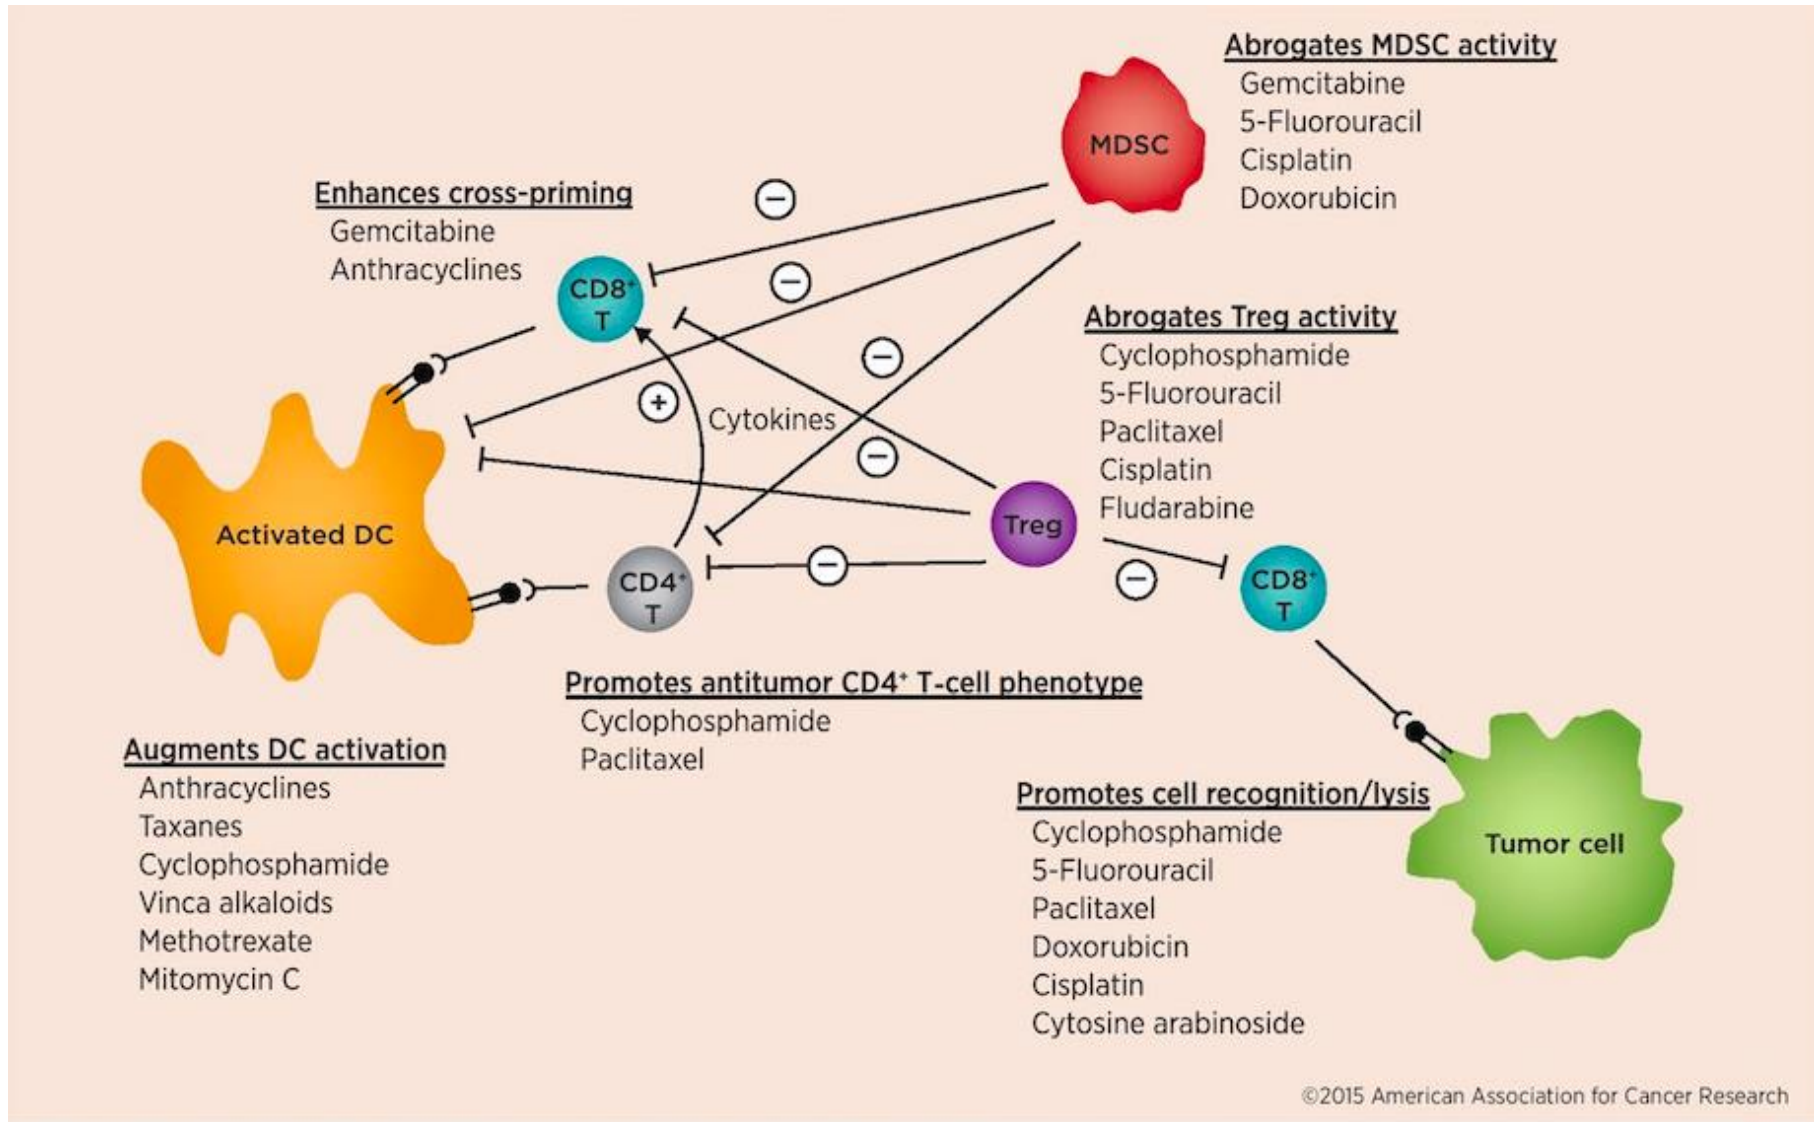 Abrogates MDSC activity
Gemcitabine
5-Fluorouracil
Cisplatin
Doxorubicin
MDSC
Enhances cross-priming
Gemcitabine
Anthracyclines
CD8⁺
T
−
−
−
−
+
Cytokines
Abrogates Treg activity
Cyclophosphamide
5-Fluorouracil
Paclitaxel
Cisplatin
Fludarabine
Activated DC
Treg
CD4⁺
T
−
−
CD8⁺
T
Promotes antitumor CD4⁺ T-cell phenotype
Cyclophosphamide
Paclitaxel
Augments DC activation
Anthracyclines
Taxanes
Cyclophosphamide
Vinca alkaloids
Methotrexate
Mitomycin C
Promotes cell recognition/lysis
Cyclophosphamide
5-Fluorouracil
Paclitaxel
Doxorubicin
Cisplatin
Cytosine arabinoside
Tumor cell
©2015 American Association for Cancer Research